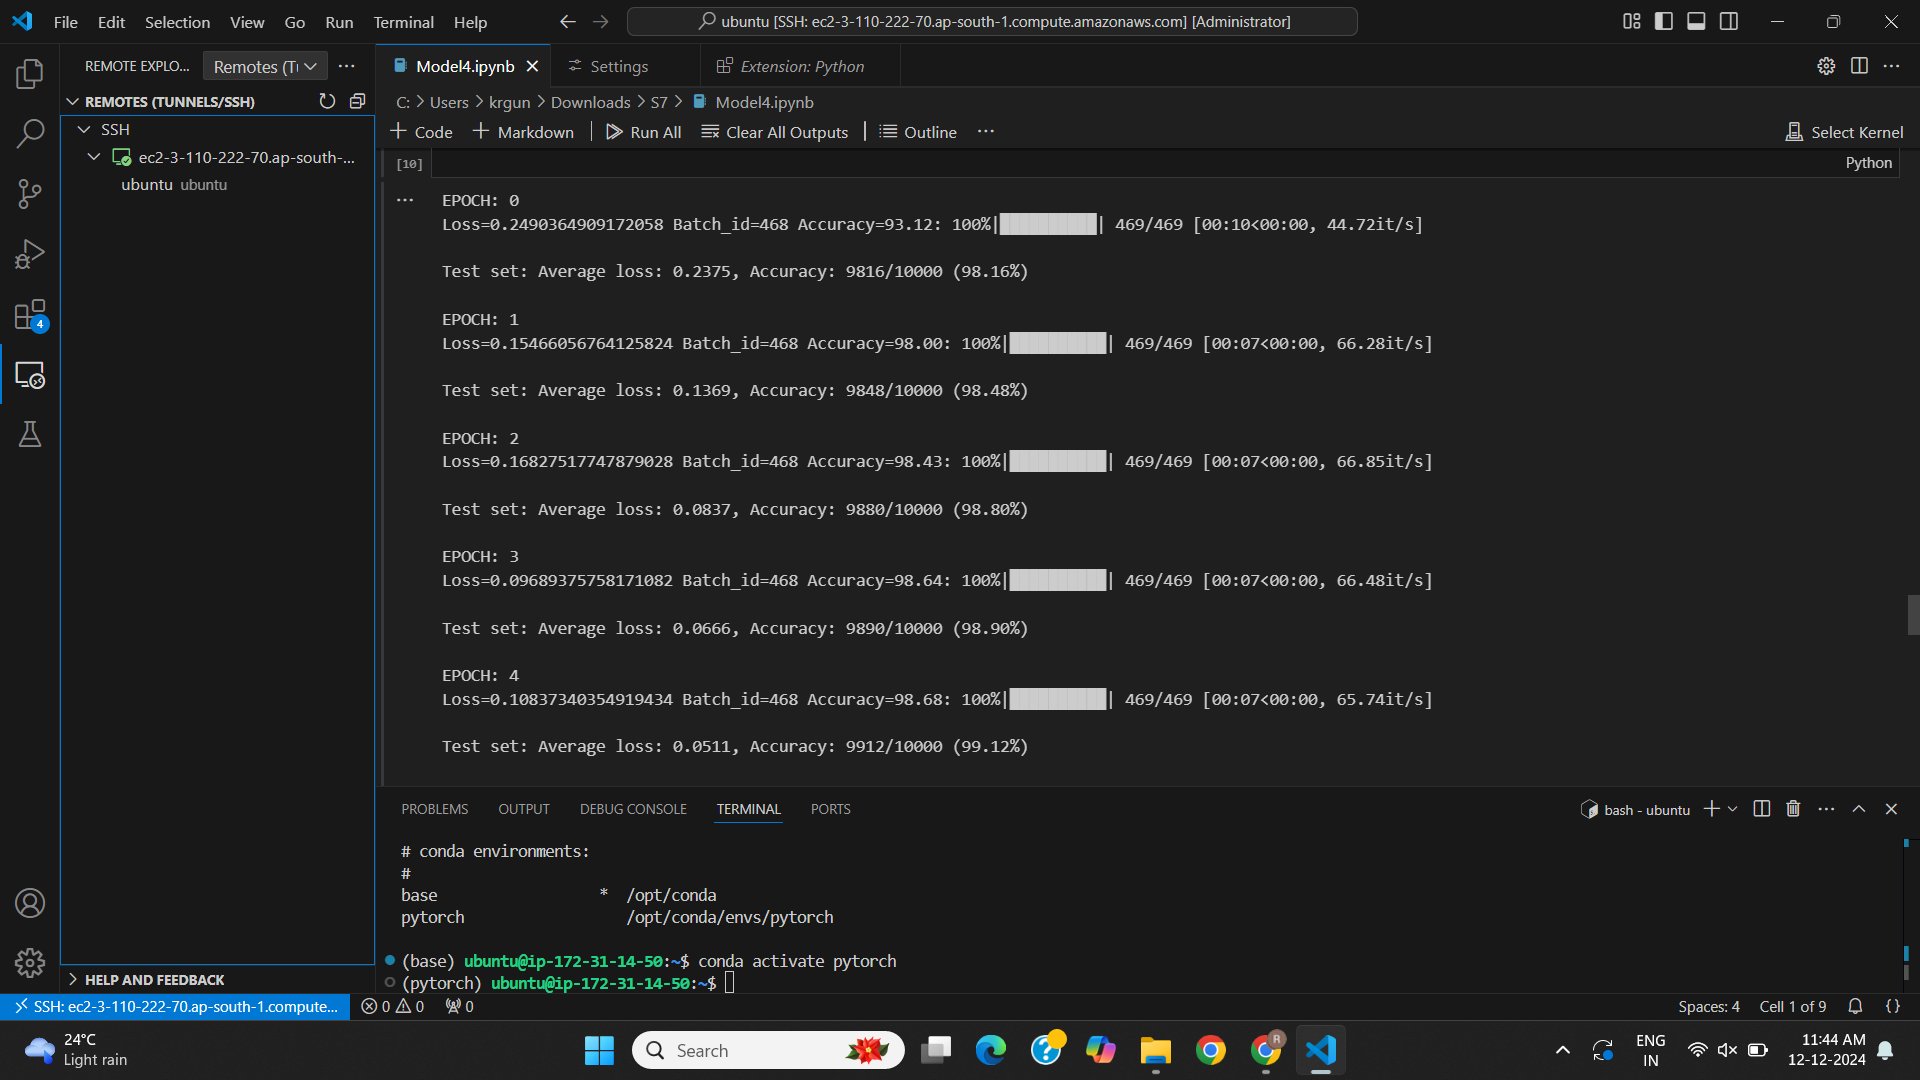 File Edit Selection View Go Run Terminal Help
ubuntu [SSH: ec2-3-110-222-70.ap-south-1.compute.amazonaws.com] [Administrator]
REMOTE EXPLO... Remotes (Tu
Model4.ipynb
Settings
Extension: Python
REMOTES (TUNNELS/SSH)
SSH
ec2-3-110-222-70.ap-south-...
ubuntu ubuntu
C: > Users > krgun > Downloads > S7 > Model4.ipynb
+ Code + Markdown Run All Clear All Outputs Outline ...
Select Kernel
[10]
Python
EPOCH: 0
Loss=0.2490364909172058 Batch_id=468 Accuracy=93.12: 100%|██████████| 469/469 [00:10<00:00, 44.72it/s]
Test set: Average loss: 0.2375, Accuracy: 9816/10000 (98.16%)
EPOCH: 1
Loss=0.15466056764125824 Batch_id=468 Accuracy=98.00: 100%|██████████| 469/469 [00:07<00:00, 66.28it/s]
Test set: Average loss: 0.1369, Accuracy: 9848/10000 (98.48%)
EPOCH: 2
Loss=0.16827517747879028 Batch_id=468 Accuracy=98.43: 100%|██████████| 469/469 [00:07<00:00, 66.85it/s]
Test set: Average loss: 0.0837, Accuracy: 9880/10000 (98.80%)
EPOCH: 3
Loss=0.09689375758171082 Batch_id=468 Accuracy=98.64: 100%|██████████| 469/469 [00:07<00:00, 66.48it/s]
Test set: Average loss: 0.0666, Accuracy: 9890/10000 (98.90%)
EPOCH: 4
Loss=0.10837340354919434 Batch_id=468 Accuracy=98.68: 100%|██████████| 469/469 [00:07<00:00, 65.74it/s]
Test set: Average loss: 0.0511, Accuracy: 9912/10000 (99.12%)
4
PROBLEMS OUTPUT DEBUG CONSOLE TERMINAL PORTS
bash - ubuntu
# conda environments:
#
base * /opt/conda
pytorch /opt/conda/envs/pytorch
(base) ubuntu@ip-172-31-14-50:~$ conda activate pytorch
(pytorch) ubuntu@ip-172-31-14-50:~$
HELP AND FEEDBACK
SSH: ec2-3-110-222-70.ap-south-1.compute... 0 0 0
Spaces: 4 Cell 1 of 9 {}
24°C
Light rain
Search
R
ENG
IN
11:44 AM
12-12-2024